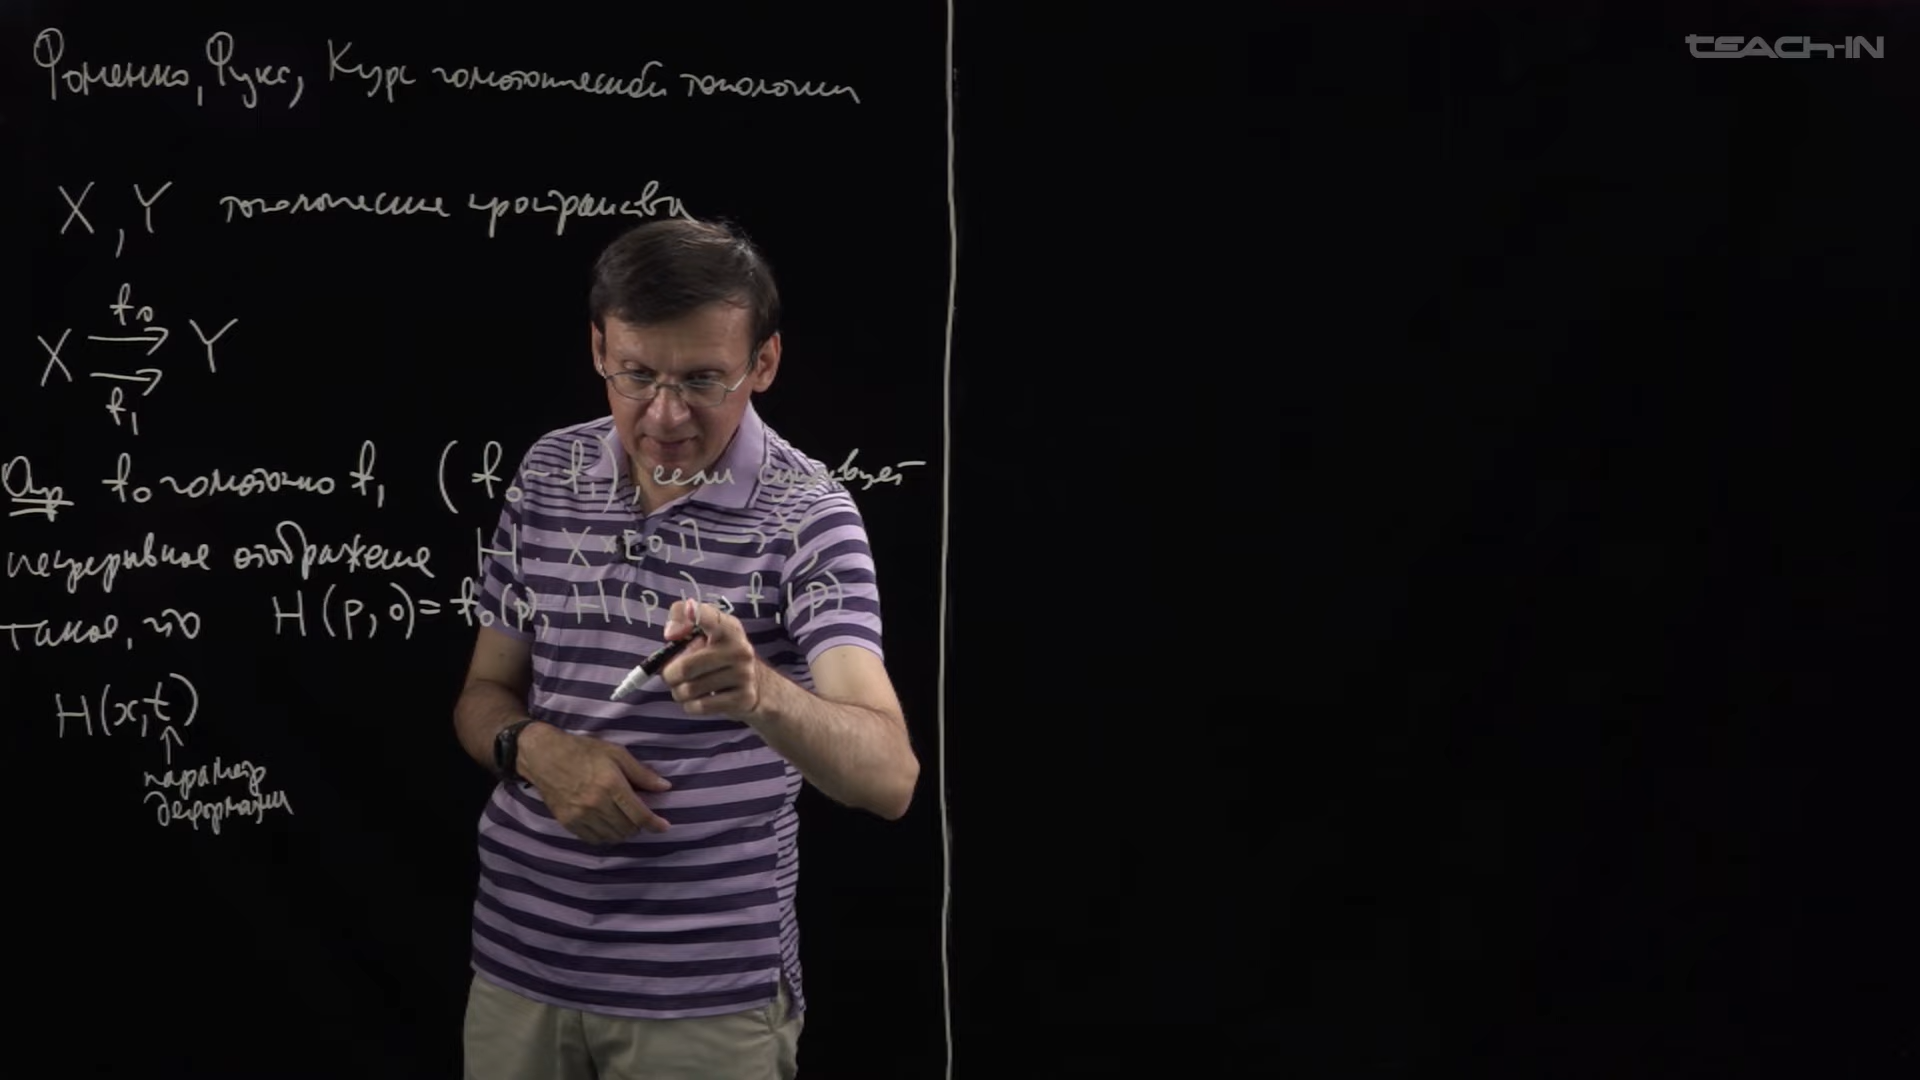 Фоменко, Фукс, Курс гомотопической топологии
TEACH-IN
X, Y топологические пространства
f₀
X ⇉ Y
f₁
Опр f₀ гомотопно f₁ (f₀ ~ f₁), если существует
непрерывное отображение H: X × [0,1] → Y,
такое, что H(p,0) = f₀(p), H(p,1) = f₁(p)
H(x,t)
↑
параметр
деформации